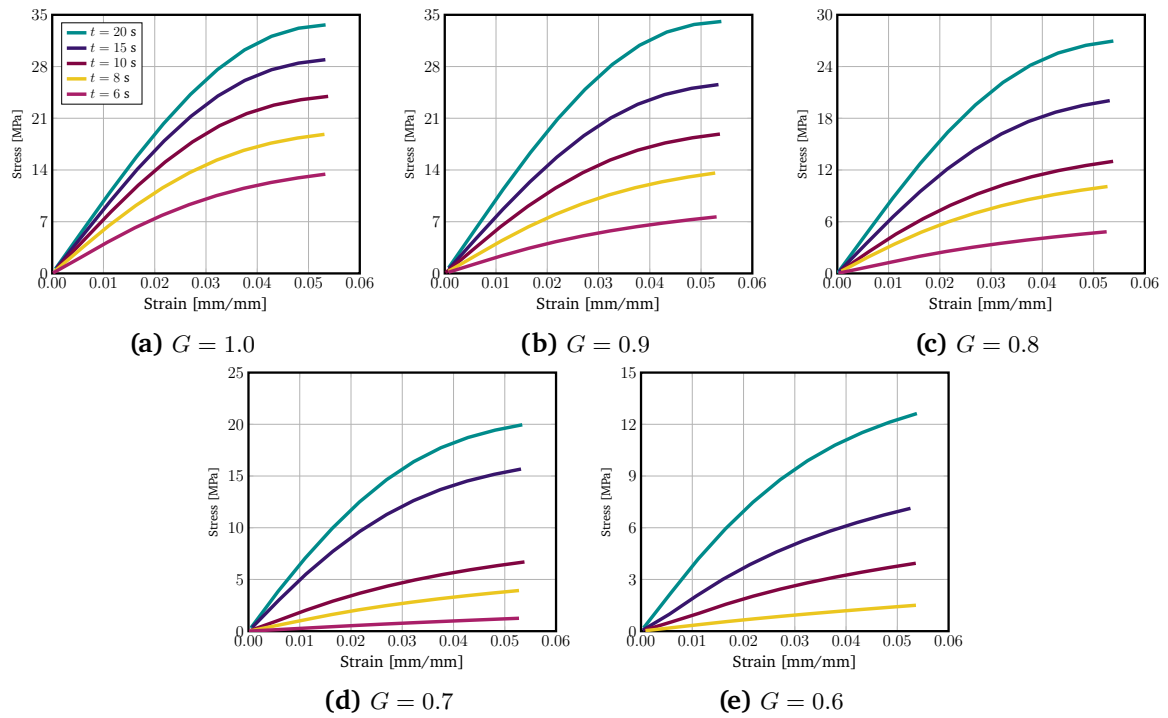 35
28
21
14
7
0
Stress [MPa]
t = 20 s
t = 15 s
t = 10 s
t = 8 s
t = 6 s
0.00 0.01 0.02 0.03 0.04 0.05 0.06
Strain [mm/mm]
(a) G = 1.0
35
28
21
14
7
0
Stress [MPa]
0.00 0.01 0.02 0.03 0.04 0.05 0.06
Strain [mm/mm]
(b) G = 0.9
30
24
18
12
6
0
Stress [MPa]
0.00 0.01 0.02 0.03 0.04 0.05 0.06
Strain [mm/mm]
(c) G = 0.8
25
20
15
10
5
0
Stress [MPa]
0.00 0.01 0.02 0.03 0.04 0.05 0.06
Strain [mm/mm]
(d) G = 0.7
15
12
9
6
3
0
Stress [MPa]
0.00 0.01 0.02 0.03 0.04 0.05 0.06
Strain [mm/mm]
(e) G = 0.6